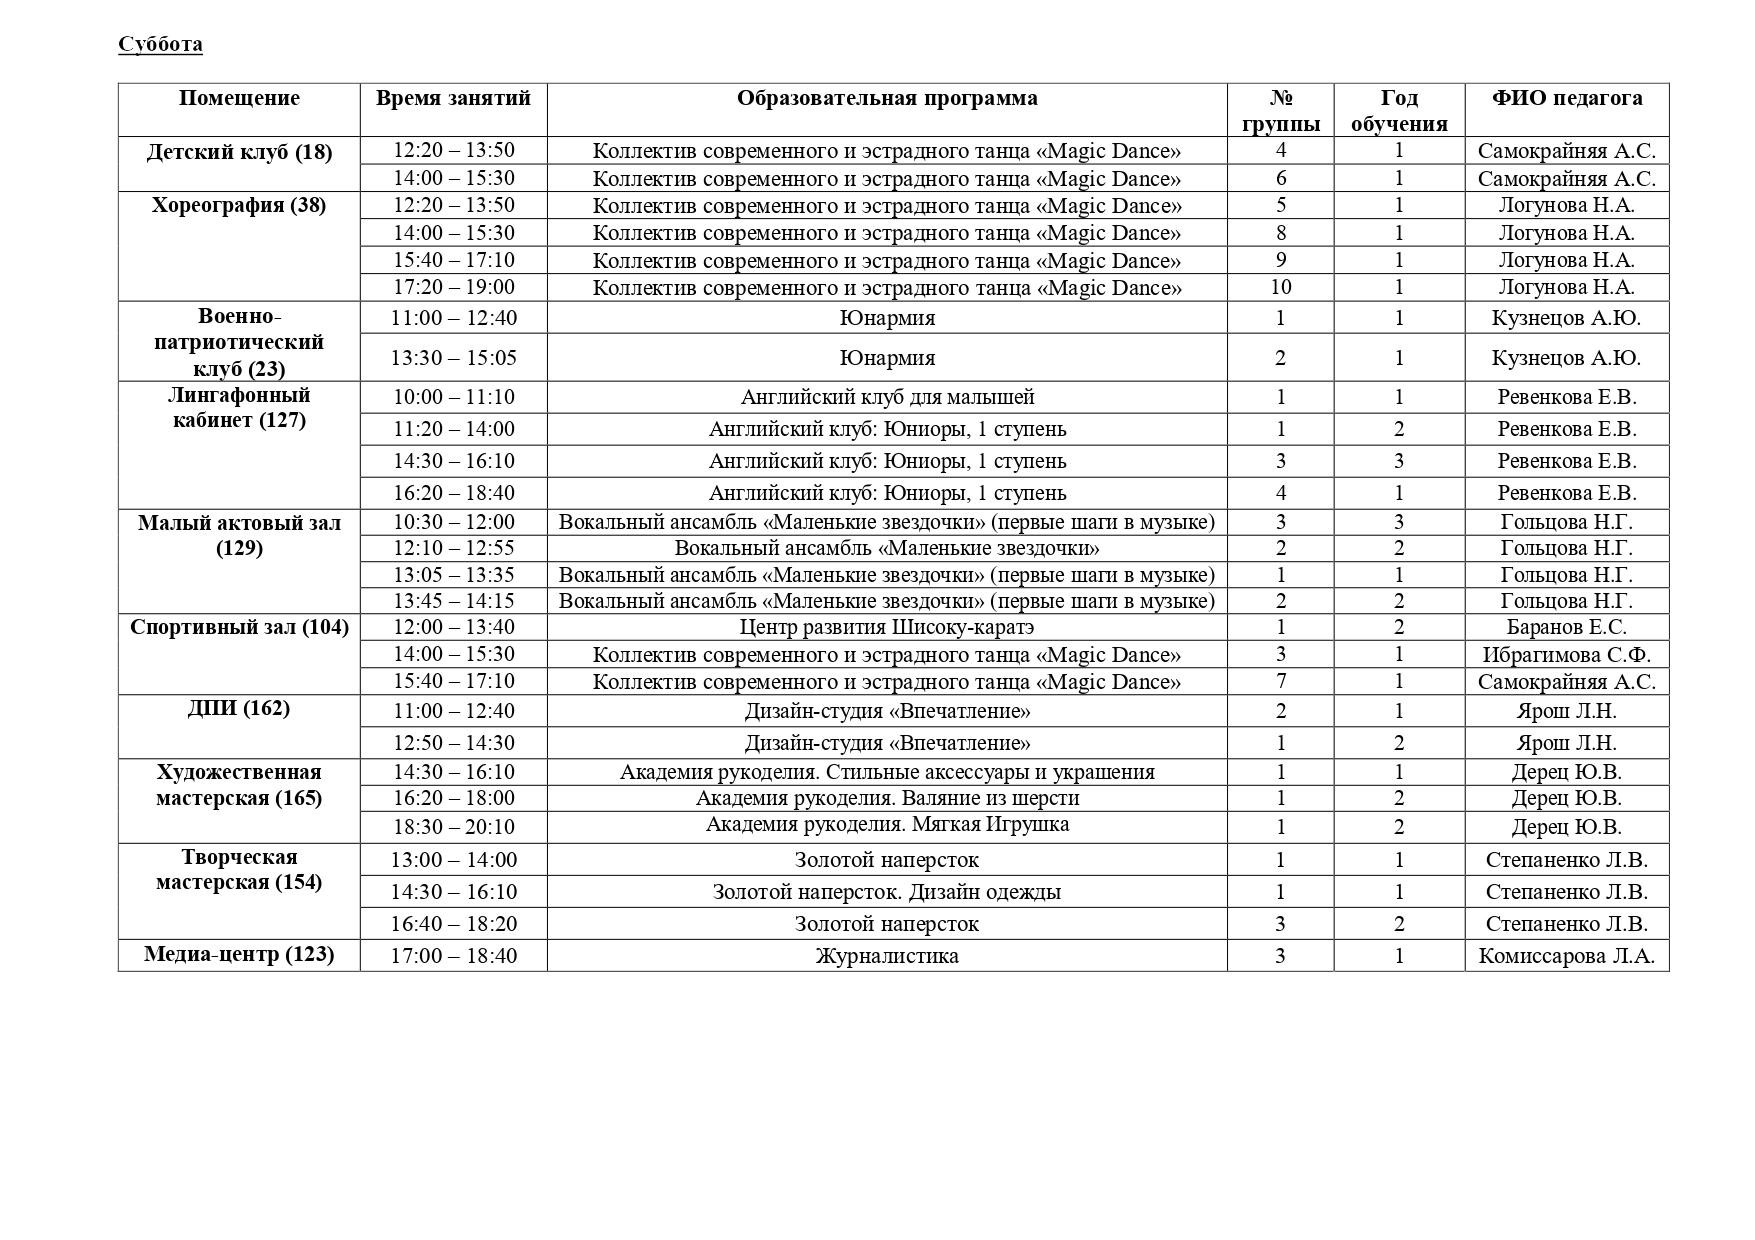 Суббота
Помещение Время занятий Образовательная программа № группы Год обучения ФИО педагога
Детский клуб (18) 12:20 – 13:50 Коллектив современного и эстрадного танца «Magic Dance» 4 1 Самокрайняя А.С.
14:00 – 15:30 Коллектив современного и эстрадного танца «Magic Dance» 6 1 Самокрайняя А.С.
Хореография (38) 12:20 – 13:50 Коллектив современного и эстрадного танца «Magic Dance» 5 1 Логунова Н.А.
14:00 – 15:30 Коллектив современного и эстрадного танца «Magic Dance» 8 1 Логунова Н.А.
15:40 – 17:10 Коллектив современного и эстрадного танца «Magic Dance» 9 1 Логунова Н.А.
17:20 – 19:00 Коллектив современного и эстрадного танца «Magic Dance» 10 1 Логунова Н.А.
Военно-
патриотический
клуб (23)
11:00 – 12:40 Юнармия 1 1 Кузнецов А.Ю.
13:30 – 15:05 Юнармия 2 1 Кузнецов А.Ю.
Лингафонный
кабинет (127)
10:00 – 11:10 Английский клуб для малышей 1 1 Ревенкова Е.В.
11:20 – 14:00 Английский клуб: Юниоры, 1 ступень 1 2 Ревенкова Е.В.
14:30 – 16:10 Английский клуб: Юниоры, 1 ступень 3 3 Ревенкова Е.В.
16:20 – 18:40 Английский клуб: Юниоры, 1 ступень 4 1 Ревенкова Е.В.
Малый актовый зал
(129)
10:30 – 12:00 Вокальный ансамбль «Маленькие звездочки» (первые шаги в музыке) 3 3 Гольцова Н.Г.
12:10 – 12:55 Вокальный ансамбль «Маленькие звездочки» 2 2 Гольцова Н.Г.
13:05 – 13:35 Вокальный ансамбль «Маленькие звездочки» (первые шаги в музыке) 1 1 Гольцова Н.Г.
13:45 – 14:15 Вокальный ансамбль «Маленькие звездочки» (первые шаги в музыке) 2 2 Гольцова Н.Г.
Спортивный зал (104) 12:00 – 13:40 Центр развития Шисоку-каратэ 1 2 Баранов Е.С.
14:00 – 15:30 Коллектив современного и эстрадного танца «Magic Dance» 3 1 Ибрагимова С.Ф.
15:40 – 17:10 Коллектив современного и эстрадного танца «Magic Dance» 7 1 Самокрайняя А.С.
ДПИ (162) 11:00 – 12:40 Дизайн-студия «Впечатление» 2 1 Ярош Л.Н.
12:50 – 14:30 Дизайн-студия «Впечатление» 1 2 Ярош Л.Н.
Художественная
мастерская (165)
14:30 – 16:10 Академия рукоделия. Стильные аксессуары и украшения 1 1 Дерец Ю.В.
16:20 – 18:00 Академия рукоделия. Валяние из шерсти 1 2 Дерец Ю.В.
18:30 – 20:10 Академия рукоделия. Мягкая Игрушка 1 2 Дерец Ю.В.
Творческая
мастерская (154)
13:00 – 14:00 Золотой наперсток 1 1 Степаненко Л.В.
14:30 – 16:10 Золотой наперсток. Дизайн одежды 1 1 Степаненко Л.В.
16:40 – 18:20 Золотой наперсток 3 2 Степаненко Л.В.
Медиа-центр (123) 17:00 – 18:40 Журналистика 3 1 Комиссарова Л.А.